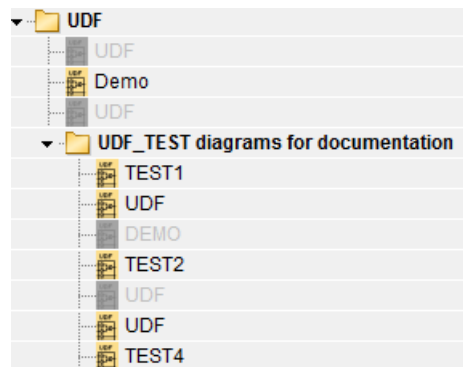 UDF
UDF
Demo
UDF
UDF_TEST diagrams for documentation
TEST1
UDF
DEMO
TEST2
UDF
UDF
TEST4